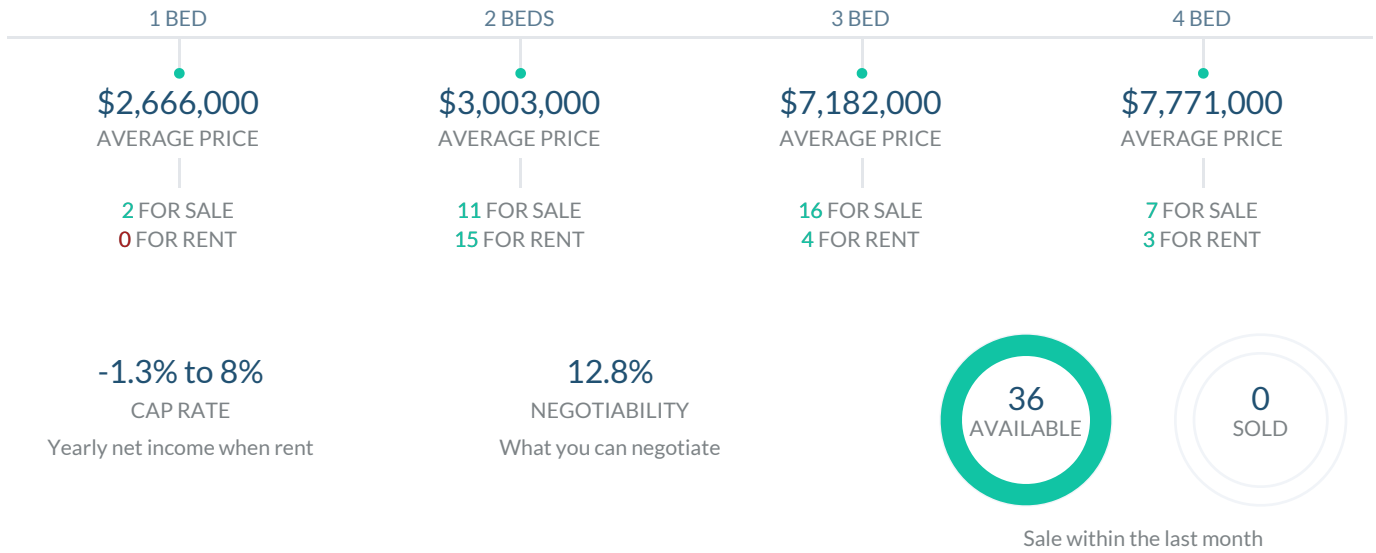 1 BED
2 BEDS
3 BED
4 BED
$2,666,000
$3,003,000
$7,182,000
$7,771,000
AVERAGE PRICE
AVERAGE PRICE
AVERAGE PRICE
AVERAGE PRICE
2 FOR SALE
11 FOR SALE
16 FOR SALE
7 FOR SALE
0 FOR RENT
15 FOR RENT
4 FOR RENT
3 FOR RENT
-1.3% to 8%
CAP RATE
Yearly net income when rent
12.8%
NEGOTIABILITY
What you can negotiate
36
AVAILABLE
0
SOLD
Sale within the last month